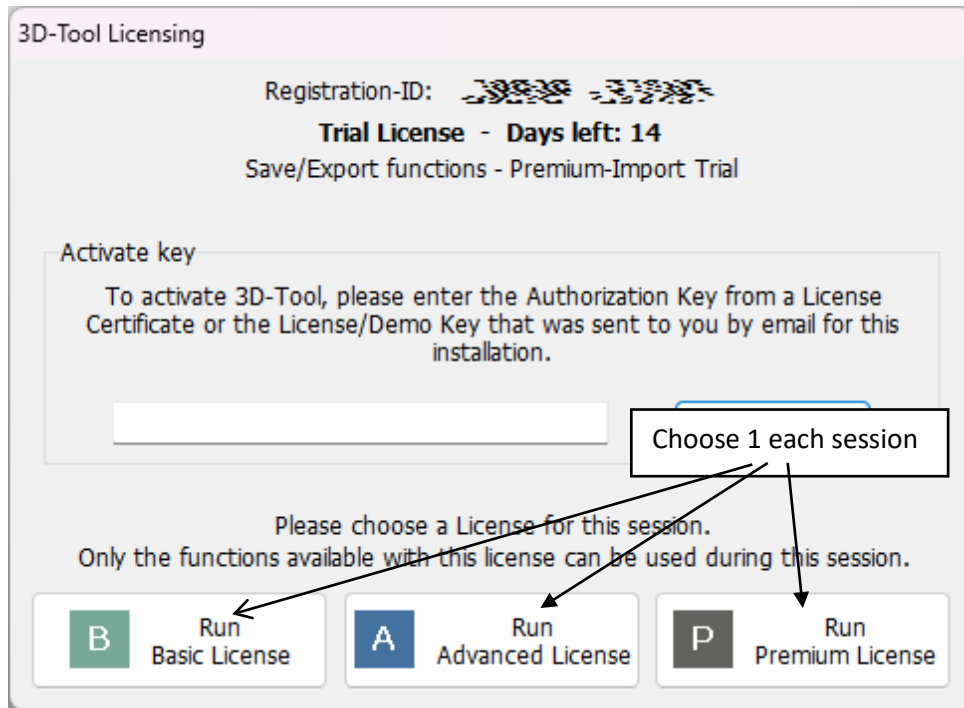 3D-Tool Licensing
Registration-ID:
Trial License - Days left: 14
Save/Export functions - Premium-Import Trial
Activate key
To activate 3D-Tool, please enter the Authorization Key from a License
Certificate or the License/Demo Key that was sent to you by email for this
installation.
Choose 1 each session
Please choose a License for this session.
Only the functions available with this license can be used during this session.
B
Run
Basic License
A
Run
Advanced License
P
Run
Premium License